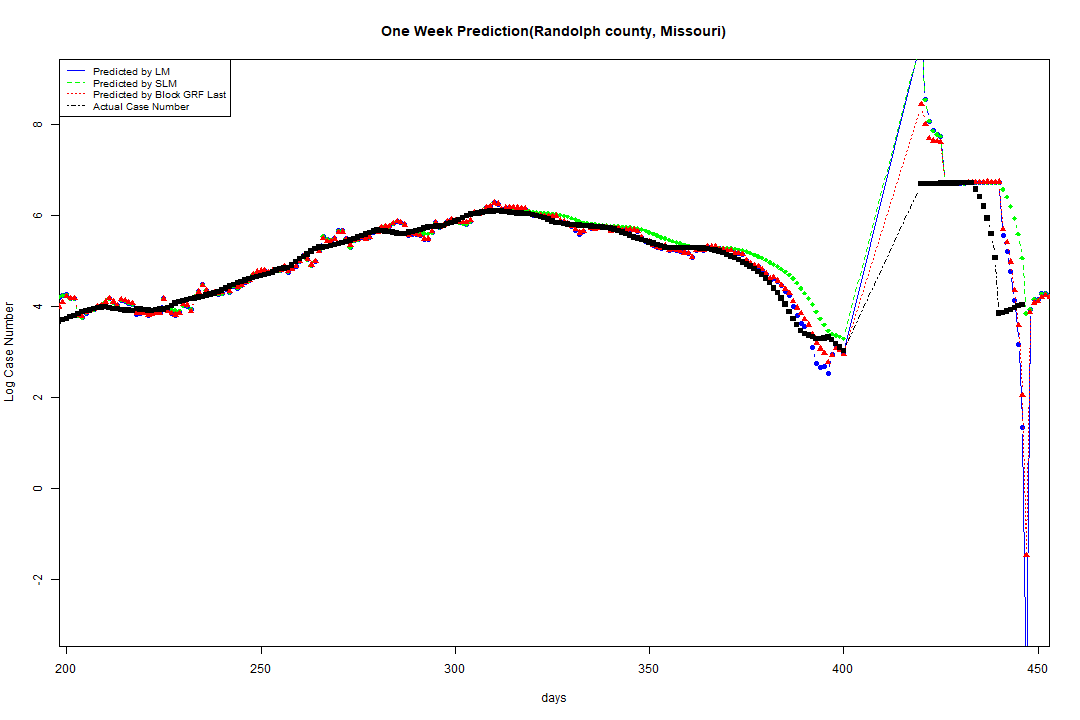 One Week Prediction(Randolph county, Missouri)
Predicted by LM
Predicted by SLM
Predicted by Block GRF Last
Actual Case Number
8
6
4
2
0
-2
Log Case Number
200 250 300 350 400 450
days